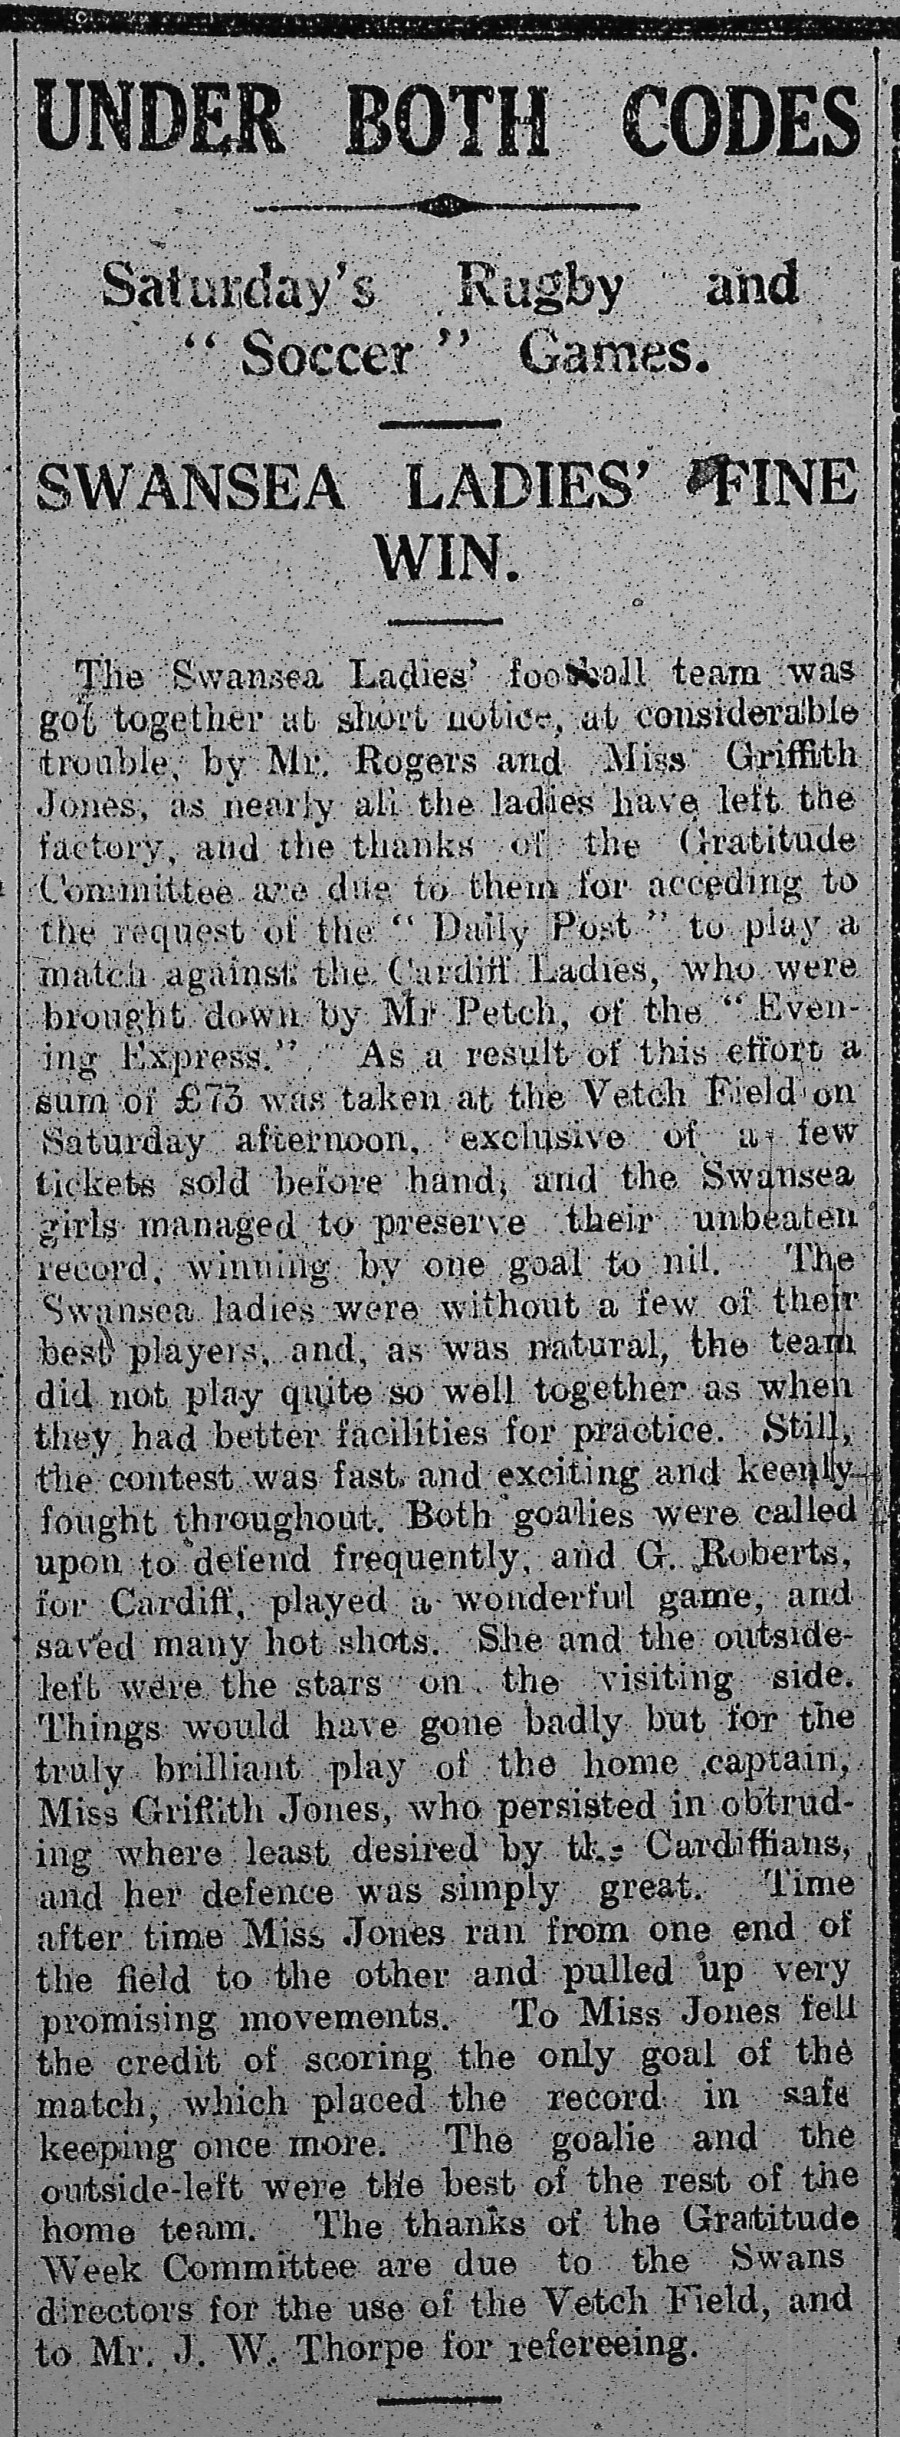 UNDER BOTH CODES
Saturday's Rugby and
" Soccer " Games.
SWANSEA LADIES' FINE
WIN.
The Swansea Ladies' football team was
got together at short notice, at considerable
trouble, by Mr. Rogers and Miss Griffith
Jones, as nearly all the ladies have left the
factory, and the thanks of the Gratitude
Committee are due to them for acceding to
the request of the " Daily Post " to play a
match against the Cardiff Ladies, who were
brought down by Mr Petch, of the " Even-
ing Express." As a result of this effort a
sum of £73 was taken at the Vetch Field on
Saturday afternoon, exclusive of a few
tickets sold before hand, and the Swansea
girls managed to preserve their unbeaten
record, winning by one goal to nil. The
Swansea ladies were without a few of their
best players, and, as was natural, the team
did not play quite so well together as when
they had better facilities for practice. Still,
the contest was fast and exciting and keenly
fought throughout. Both goalies were called
upon to defend frequently, and G. Roberts,
for Cardiff, played a wonderful game, and
saved many hot shots. She and the outside-
left were the stars on the visiting side.
Things would have gone badly but for the
truly brilliant play of the home captain,
Miss Griffith Jones, who persisted in obtrud-
ing where least desired by the Cardiffians,
and her defence was simply great. Time
after time Miss Jones ran from one end of
the field to the other and pulled up very
promising movements. To Miss Jones fell
the credit of scoring the only goal of the
match, which placed the record in safe
keeping once more. The goalie and the
outside-left were the best of the rest of the
home team. The thanks of the Gratitude
Week Committee are due to the Swans
directors for the use of the Vetch Field, and
to Mr. J. W. Thorpe for refereeing.